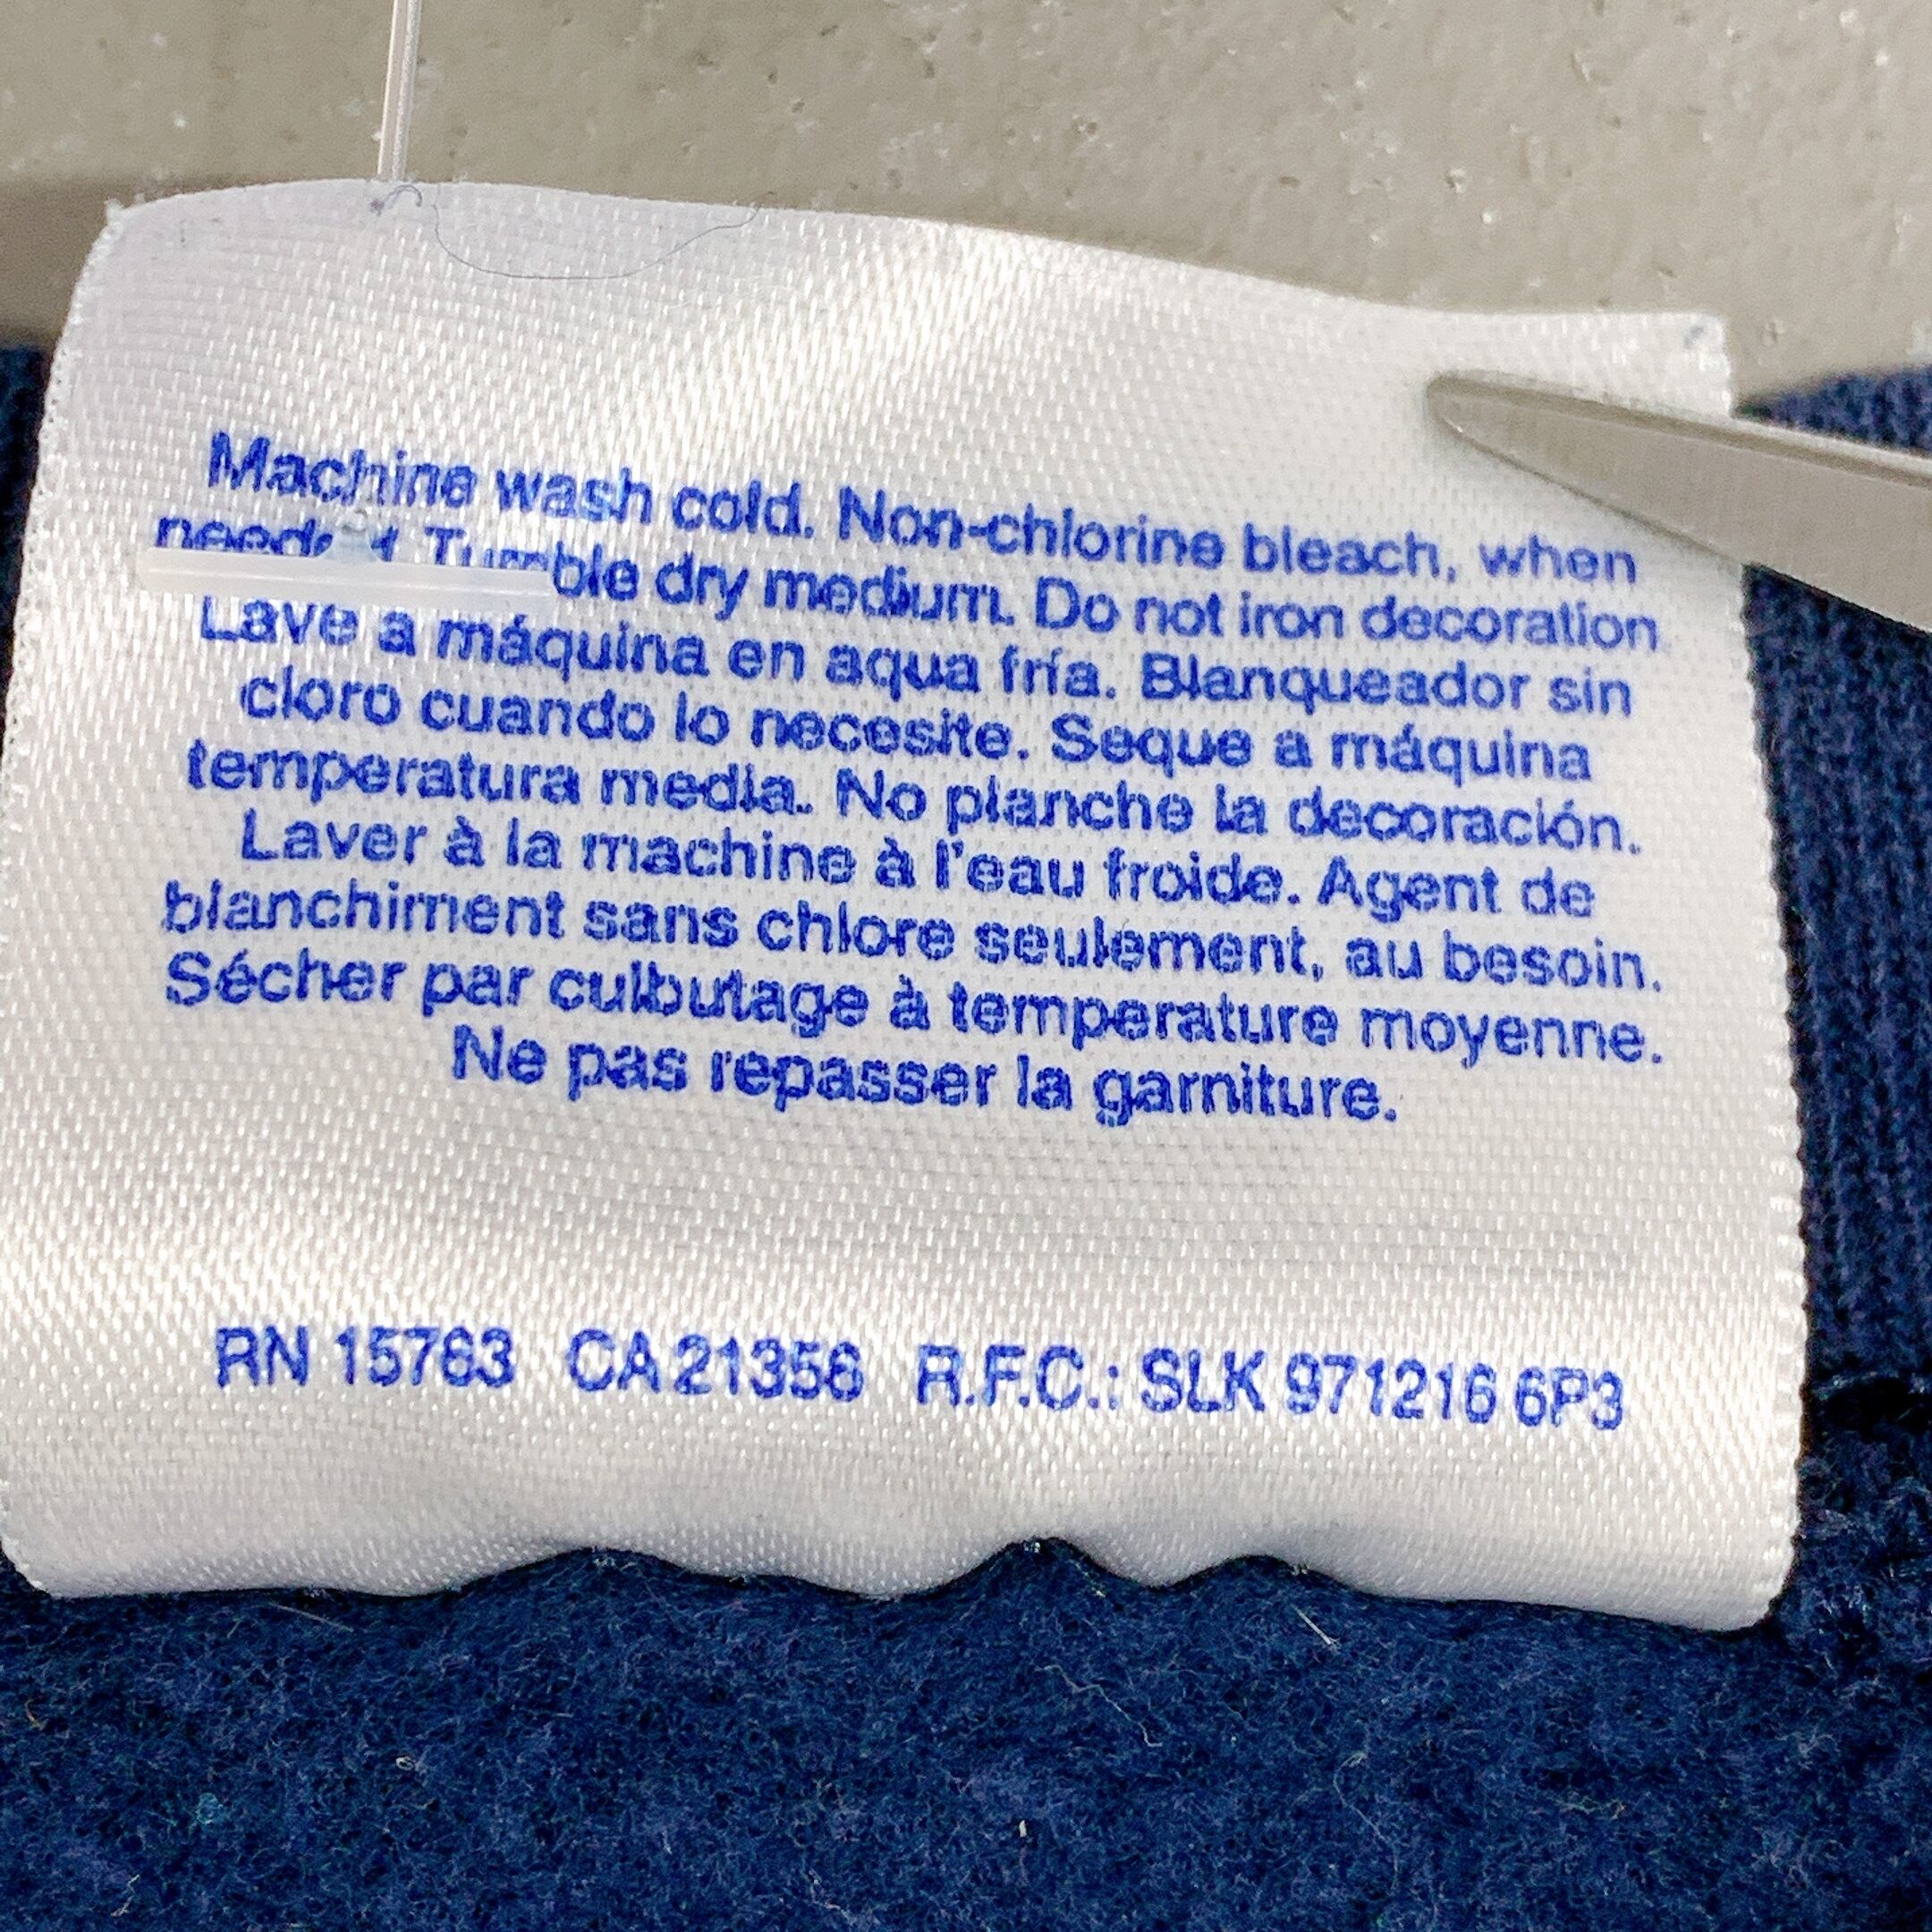 Machine wash cold. Non-chlorine bleach, when
needed. Tumble dry medium. Do not iron decoration
Lave a máquina en aqua fría. Blanqueador sin
cloro cuando lo necesite. Seque a máquina
temperatura media. No planche la decoración.
Laver à la machine à l'eau froide. Agent de
blanchiment sans chlore seulement, au besoin.
Sécher par culbutage à temperature moyenne.
Ne pas repasser la garniture.
RN 15763 CA 21356 R.F.C.: SLK 971216 6P3